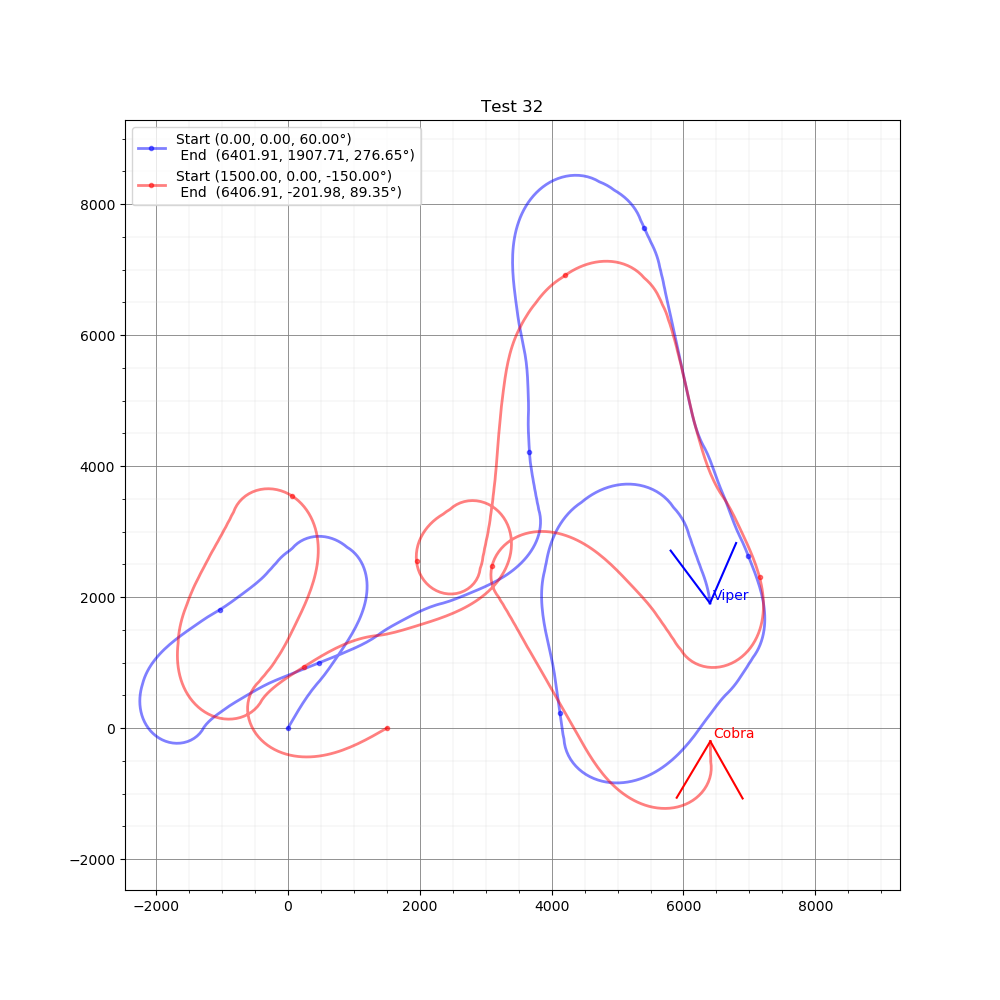 Test 32
Start (0.00, 0.00, 60.00°)
End  (6401.91, 1907.71, 276.65°)
Start (1500.00, 0.00, -150.00°)
End  (6406.91, -201.98, 89.35°)
8000
6000
4000
2000
0
−2000
Viper
Cobra
−2000 0 2000 4000 6000 8000